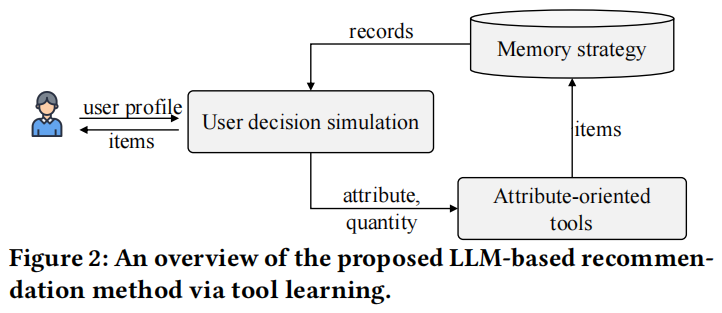 records
Memory strategy
user profile
items
User decision simulation
items
attribute,
quantity
Attribute-oriented
tools
Figure 2: An overview of the proposed LLM-based recommen-
dation method via tool learning.